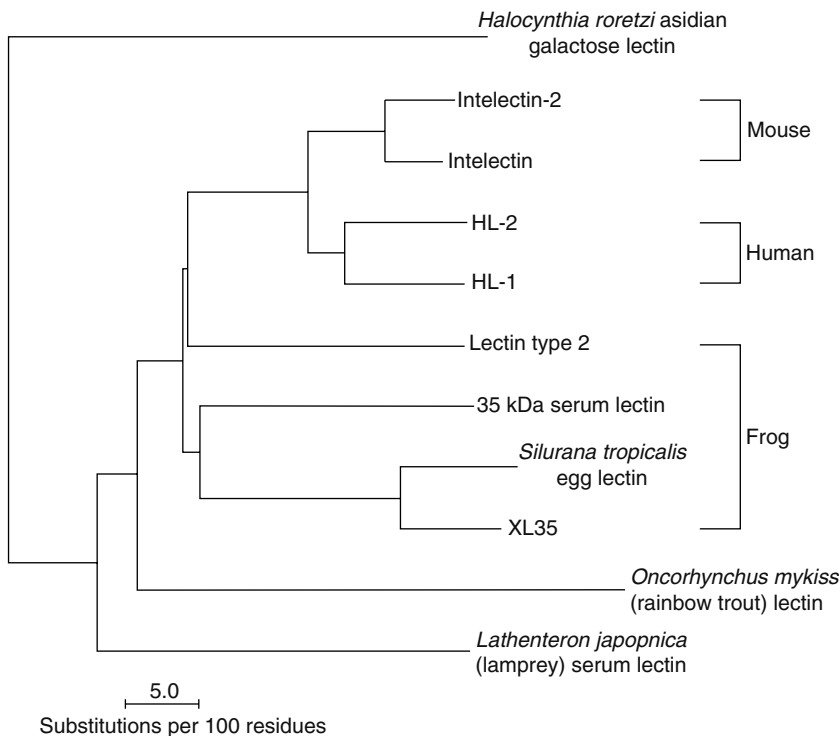 Halocynthia roretzi asidian
galactose lectin
Intelectin-2
Mouse
Intelectin
HL-2
Human
HL-1
Lectin type 2
35 kDa serum lectin
Frog
Silurana tropicalis
egg lectin
XL35
Oncorhynchus mykiss
(rainbow trout) lectin
Lathenteron japopnica
(lamprey) serum lectin
5.0
Substitutions per 100 residues